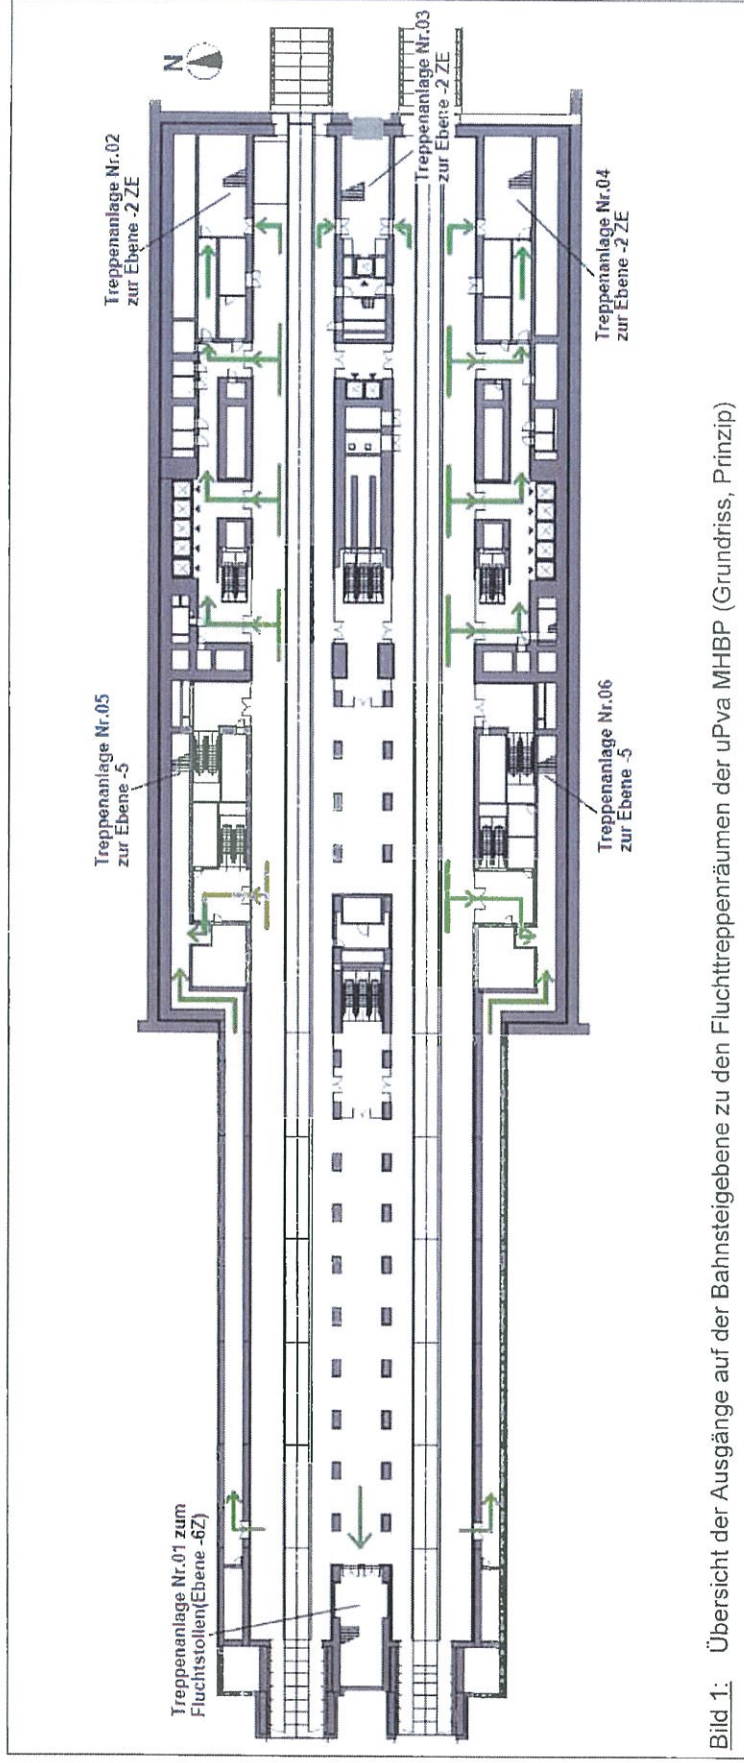 N
Treppenanlage Nr.02
zur Ebene -2 ZE
Treppenanlage Nr.03
zur Ebene -2 ZE
Treppenanlage Nr.04
zur Ebene -2 ZE
Treppenanlage Nr.05
zur Ebene -5
Treppenanlage Nr.06
zur Ebene -5
Treppenanlage Nr.01 zum
Fluchtstollen(Ebene -6Z)
Bild 1: Übersicht der Ausgänge auf der Bahnsteigebene zu den Fluchttreppenräumen der uPva MHBP (Grundriss, Prinzip)